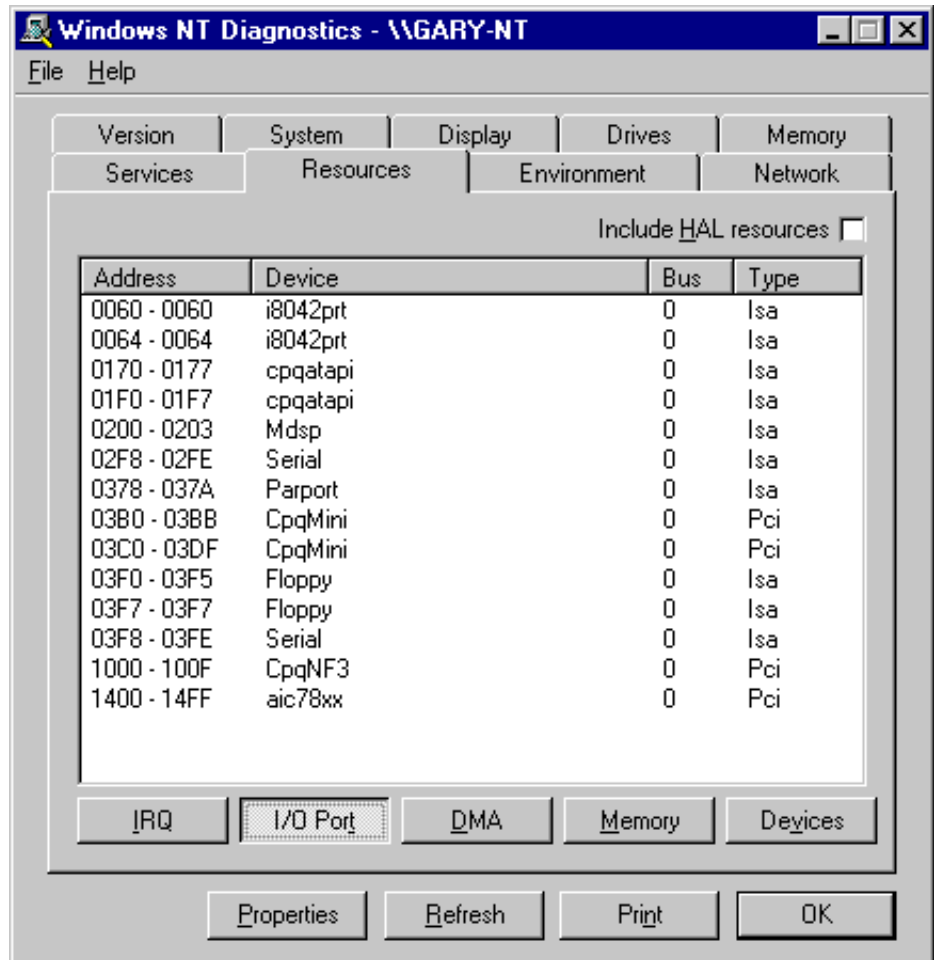 Windows NT Diagnostics - \\GARY-NT
File Help
Version System Display Drives Memory
Services Resources Environment Network
Include HAL resources
Address Device Bus Type
0060 - 0060 i8042prt 0 Isa
0064 - 0064 i8042prt 0 Isa
0170 - 0177 cpqatapi 0 Isa
01F0 - 01F7 cpqatapi 0 Isa
0200 - 0203 Mdsp 0 Isa
02F8 - 02FE Serial 0 Isa
0378 - 037A Parport 0 Isa
03B0 - 03BB CpqMini 0 Pci
03C0 - 03DF CpqMini 0 Pci
03F0 - 03F5 Floppy 0 Isa
03F7 - 03F7 Floppy 0 Isa
03F8 - 03FE Serial 0 Isa
1000 - 100F CpqNF3 0 Pci
1400 - 14FF aic78xx 0 Pci
IRQ I/O Port DMA Memory Devices
Properties Refresh Print OK